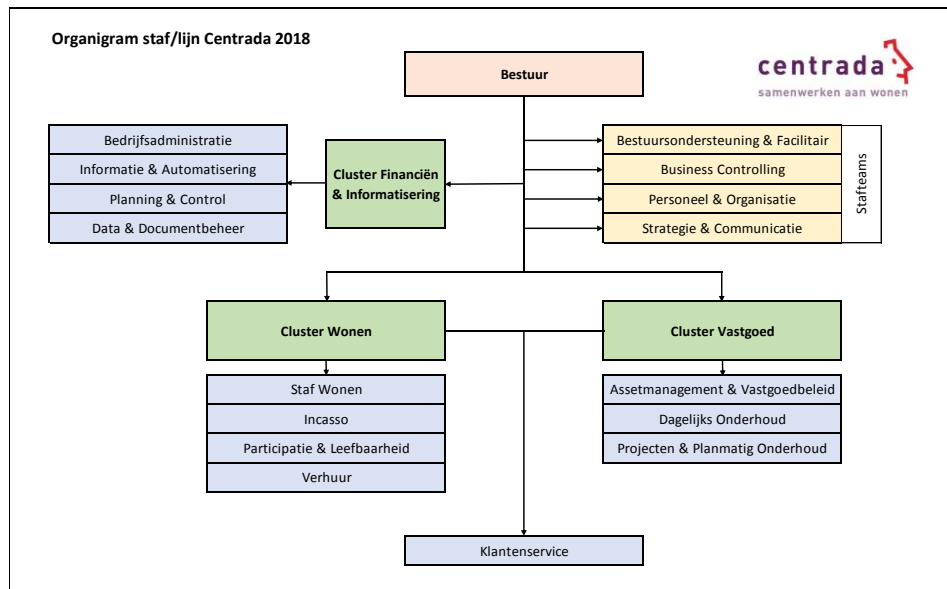 Organigram staf/lijn Centrada 2018
centrada
samenwerken aan wonen
Bestuur
Bedrijfsadministratie
Informatie & Automatisering
Planning & Control
Data & Documentbeheer
Cluster Financiën
& Informatisering
Bestuursondersteuning & Facilitair
Business Controlling
Personeel & Organisatie
Strategie & Communicatie
Stafteams
Cluster Wonen
Cluster Vastgoed
Staf Wonen
Incasso
Participatie & Leefbaarheid
Verhuur
Assetmanagement & Vastgoedbeleid
Dagelijks Onderhoud
Projecten & Planmatig Onderhoud
Klantenservice